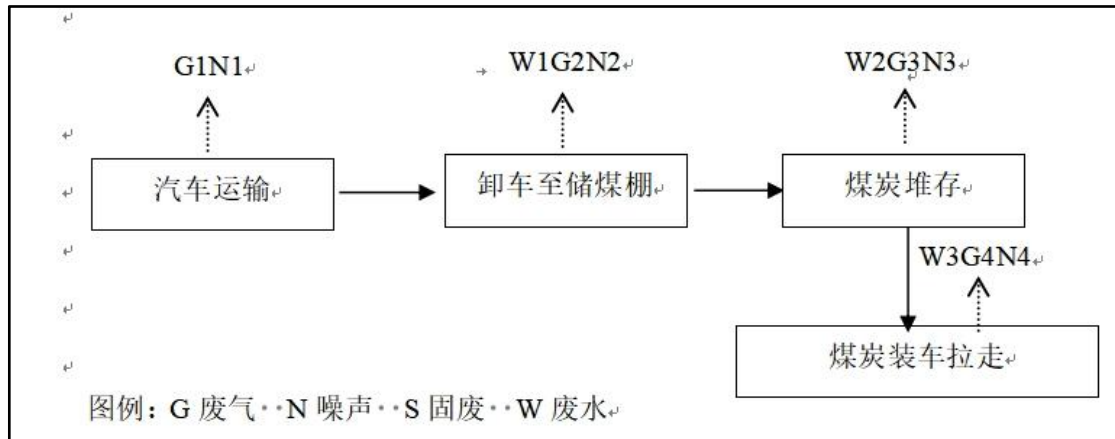 G1N1
W1G2N2
W2G3N3
汽车运输
卸车至储煤棚
煤炭堆存
W3G4N4
煤炭装车拉走
图例：G 废气··N 噪声··S 固废··W 废水